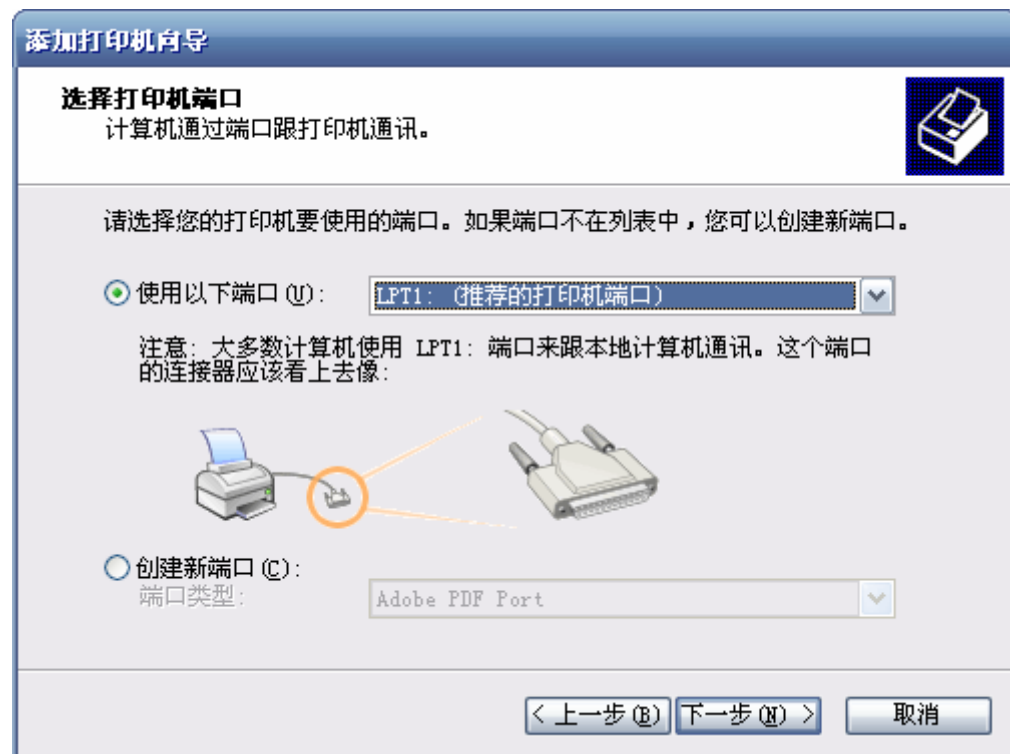 添加打印机向导
选择打印机端口
计算机通过端口跟打印机通讯。
请选择您的打印机要使用的端口。如果端口不在列表中，您可以创建新端口。
使用以下端口(U): LPT1: (推荐的打印机端口)
注意: 大多数计算机使用 LPT1: 端口来跟本地计算机通讯。这个端口
的连接器应该看上去像:
创建新端口(C):
端口类型: Adobe PDF Port
< 上一步(B) 下一步(N) > 取消